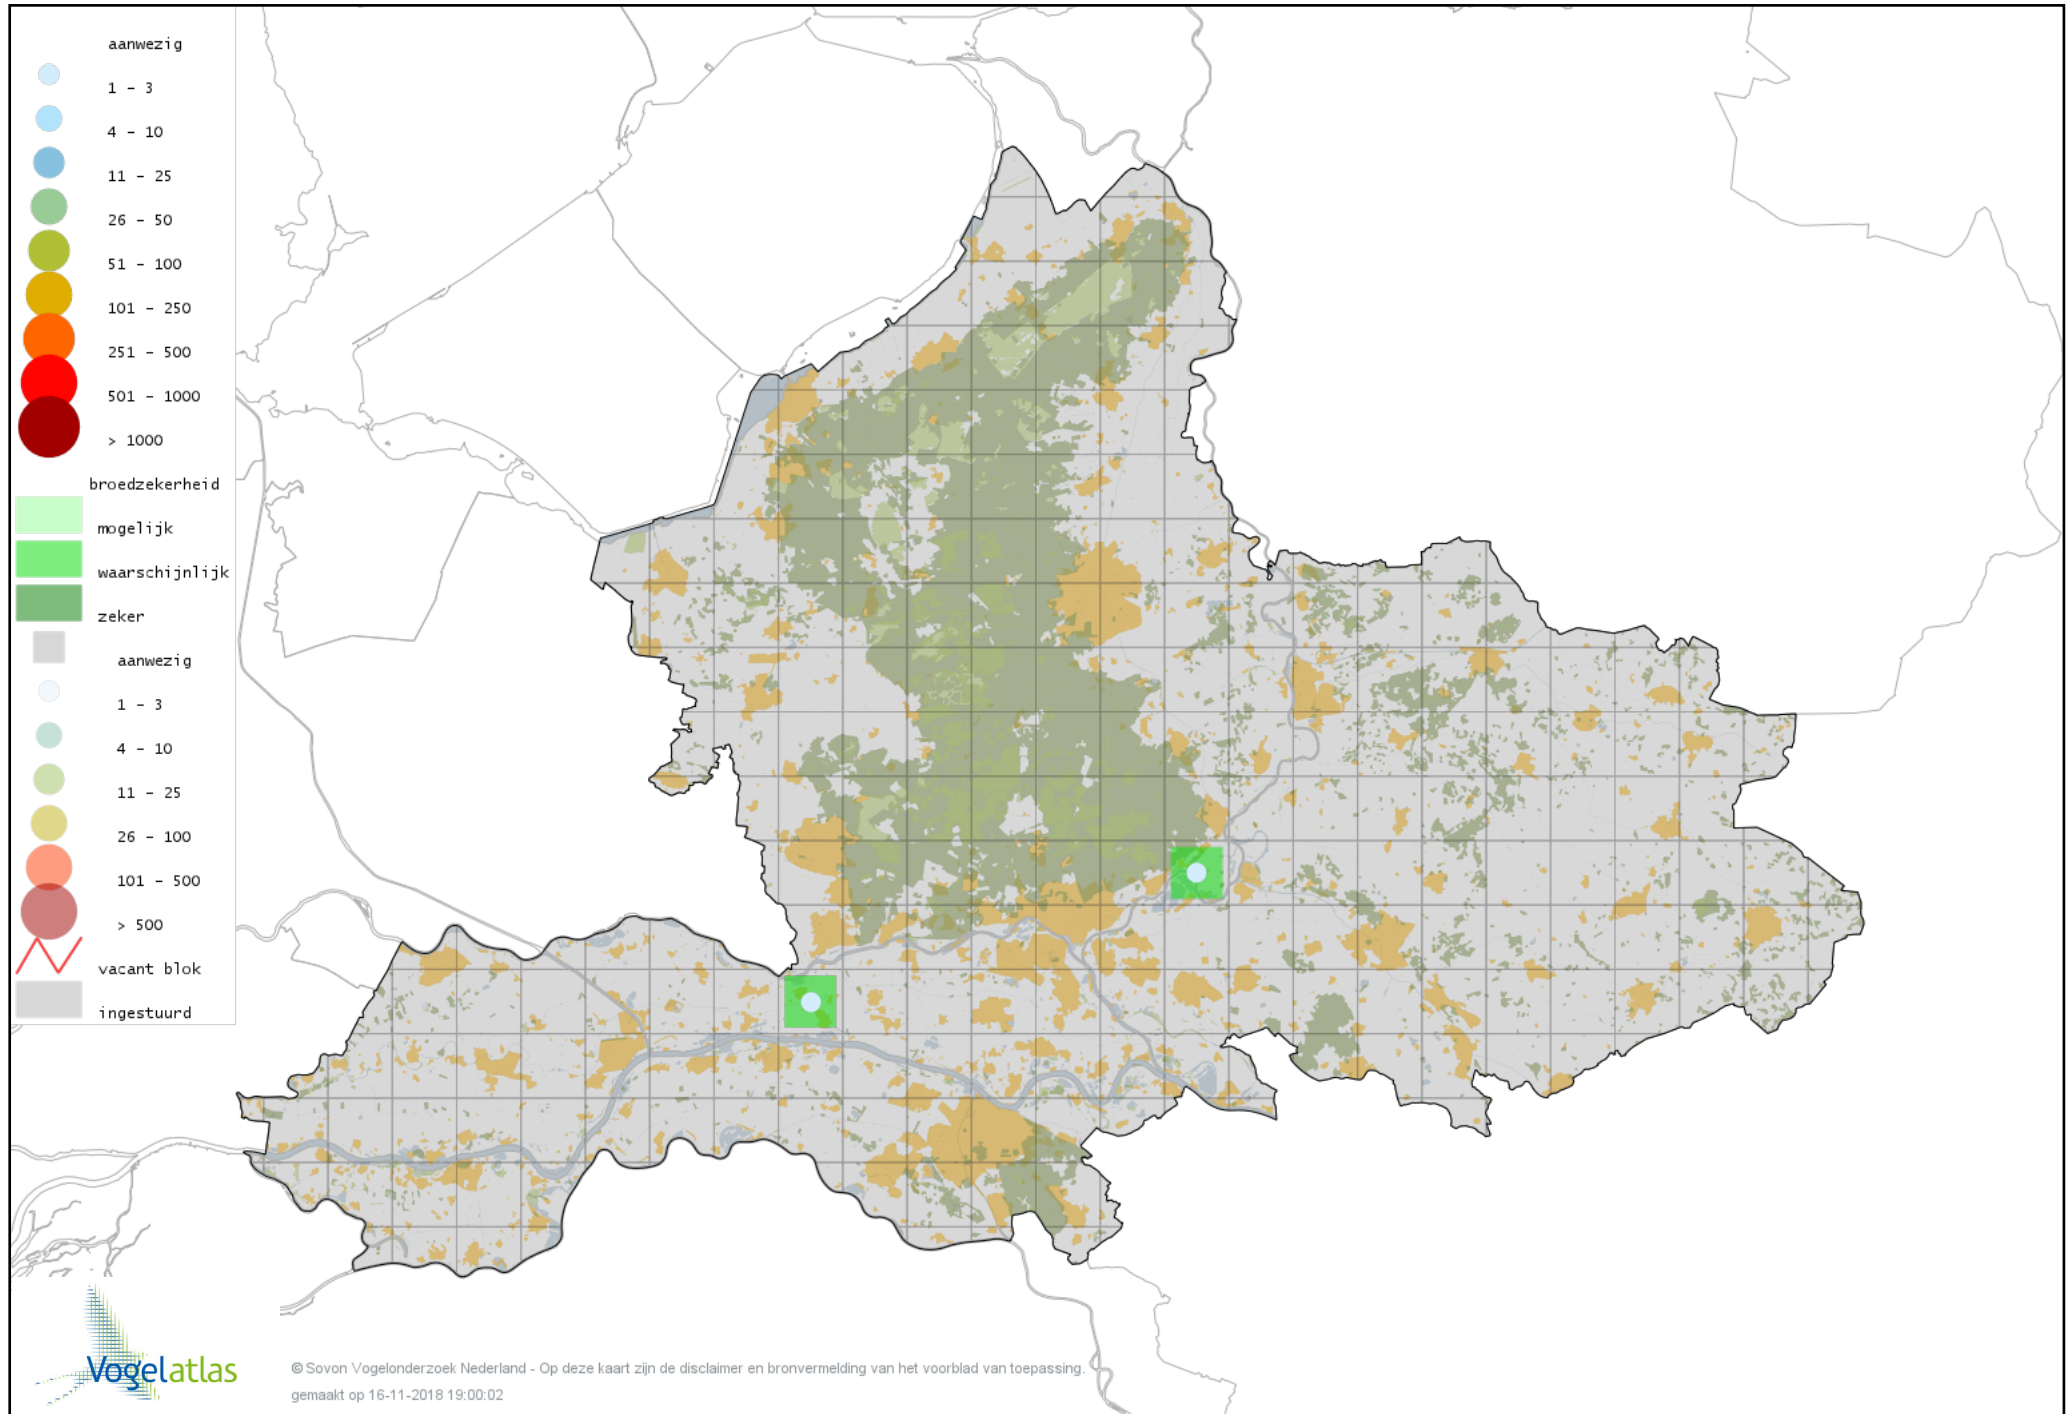 aanwezig
1 - 3
4 - 10
11 - 25
26 - 50
51 - 100
101 - 250
251 - 500
501 - 1000
> 1000
broedzekerheid
mogelijk
waarschijnlijk
zeker
aanwezig
1 - 3
4 - 10
11 - 25
26 - 100
101 - 500
> 500
vacant blok
ingestuurd
Vogelatlas
© Sovon Vogelonderzoek Nederland - Op deze kaart zijn de disclaimer en bronvermelding van het voorblad van toepassing.
gemaakt op 16-11-2018 19:00:02